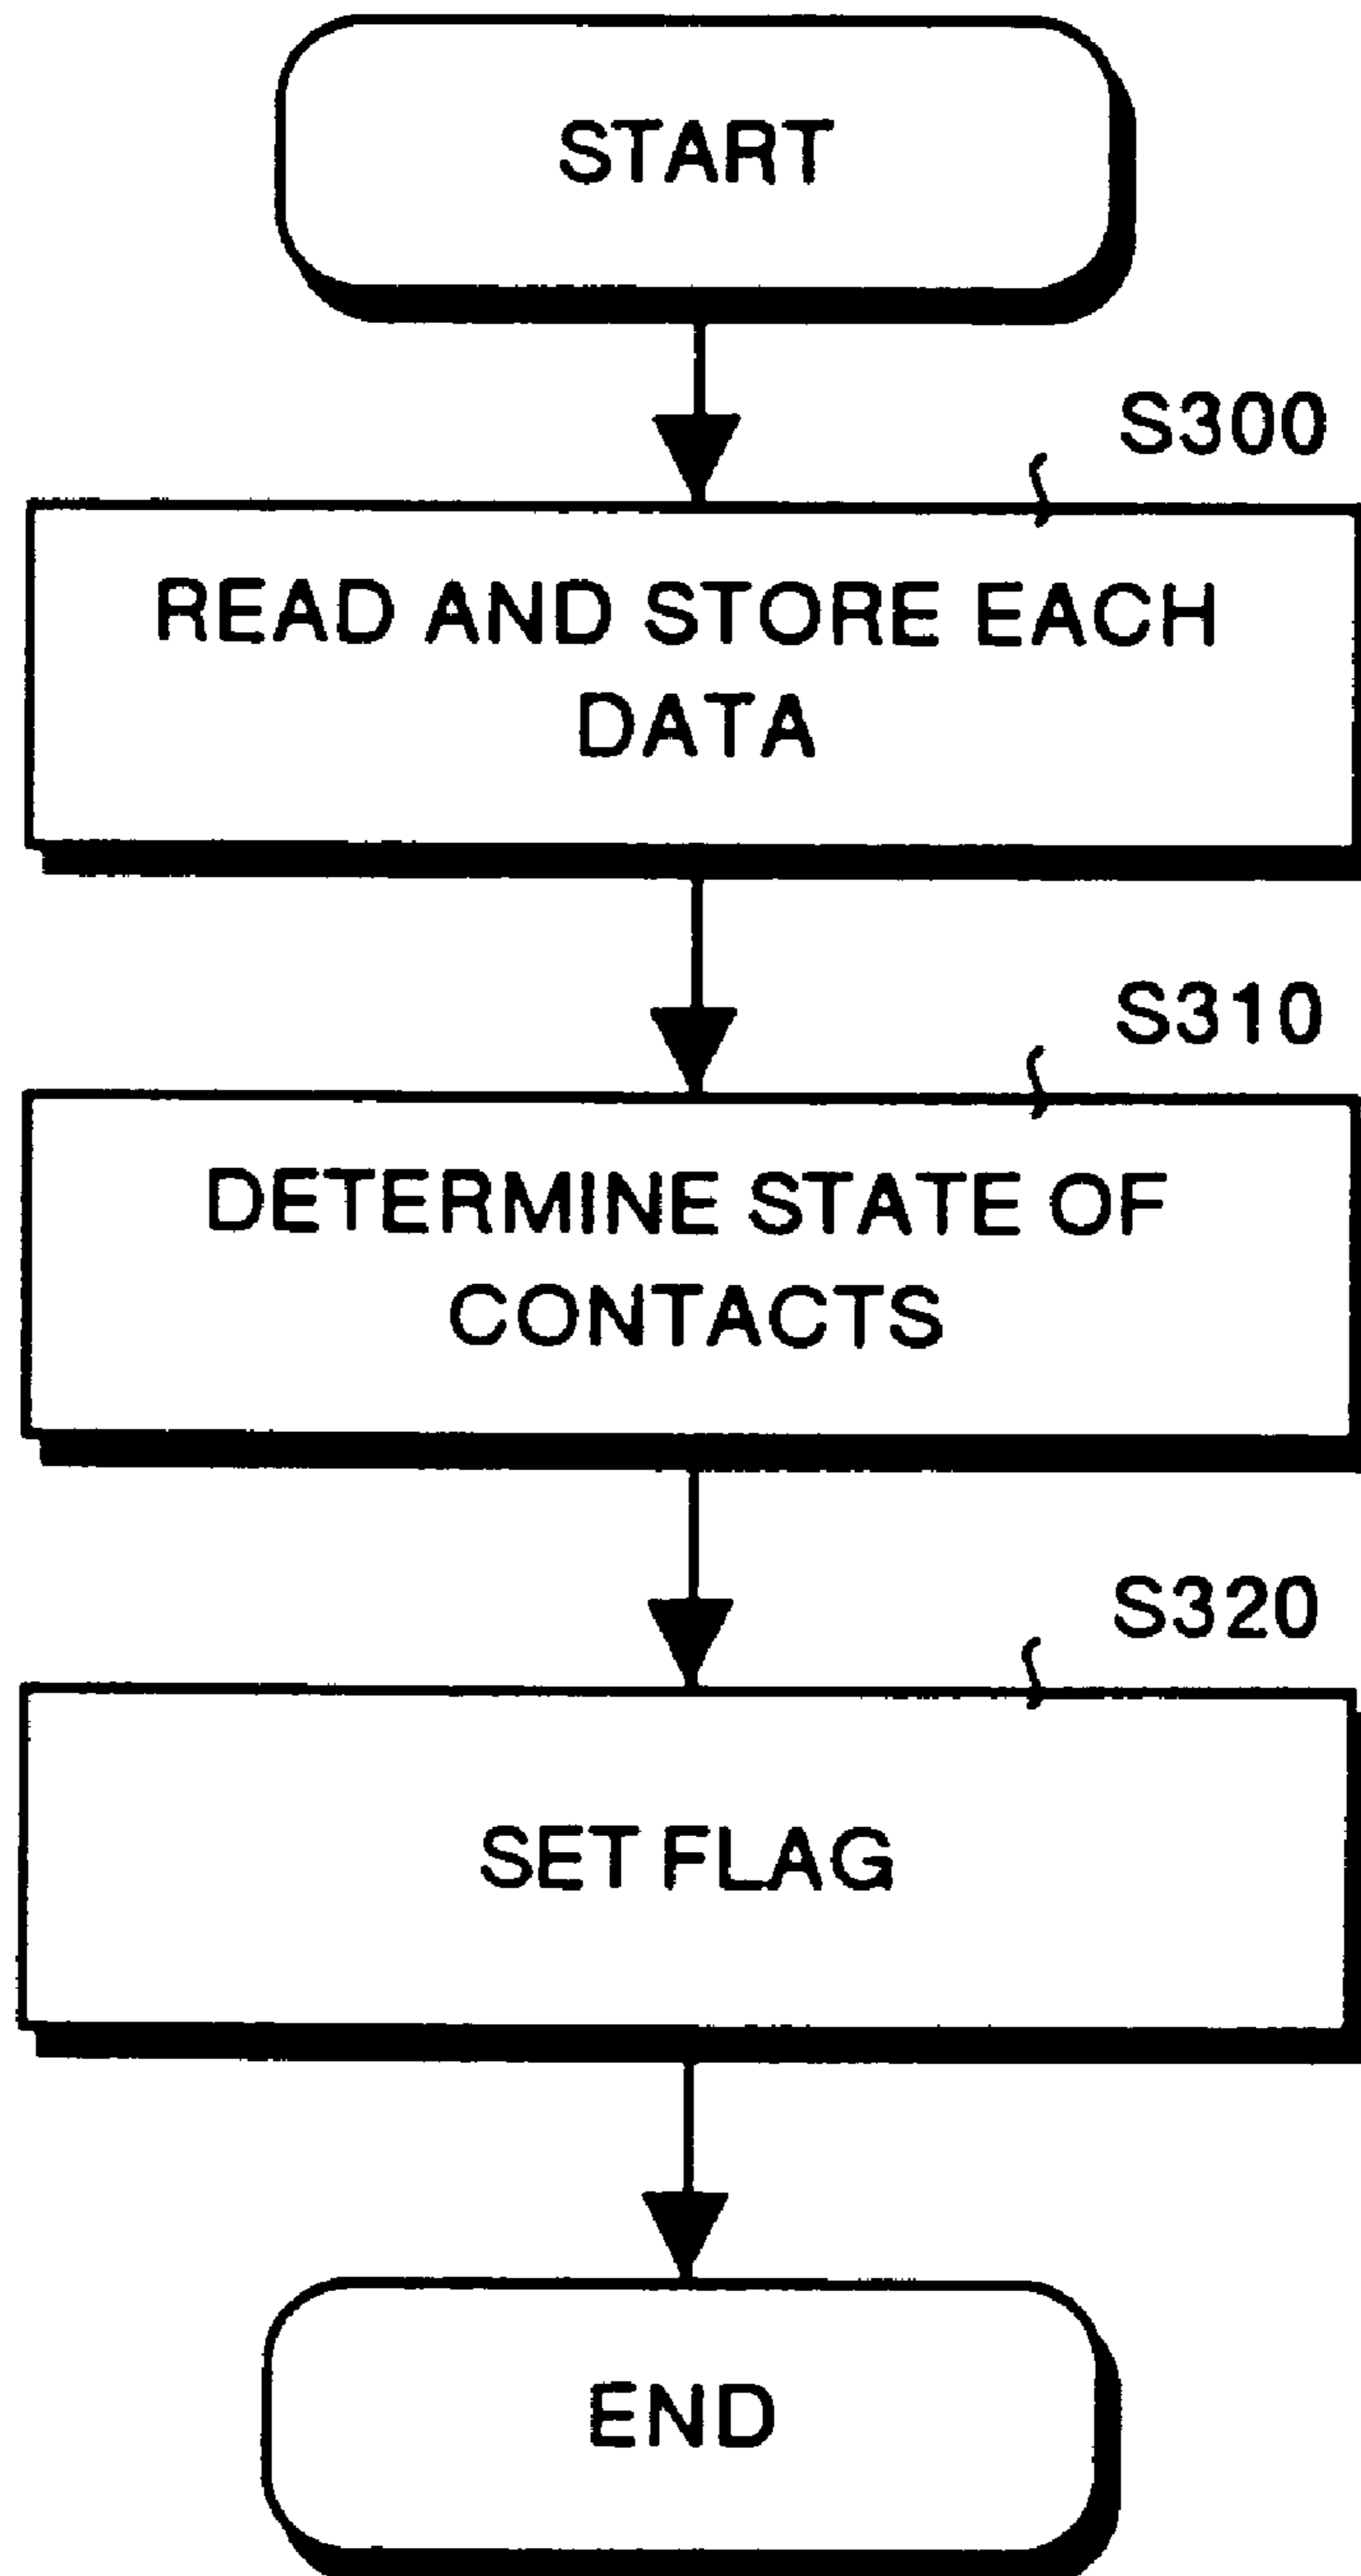 START
S300
READ AND STORE EACH
DATA
S310
DETERMINE STATE OF
CONTACTS
S320
SET FLAG
END